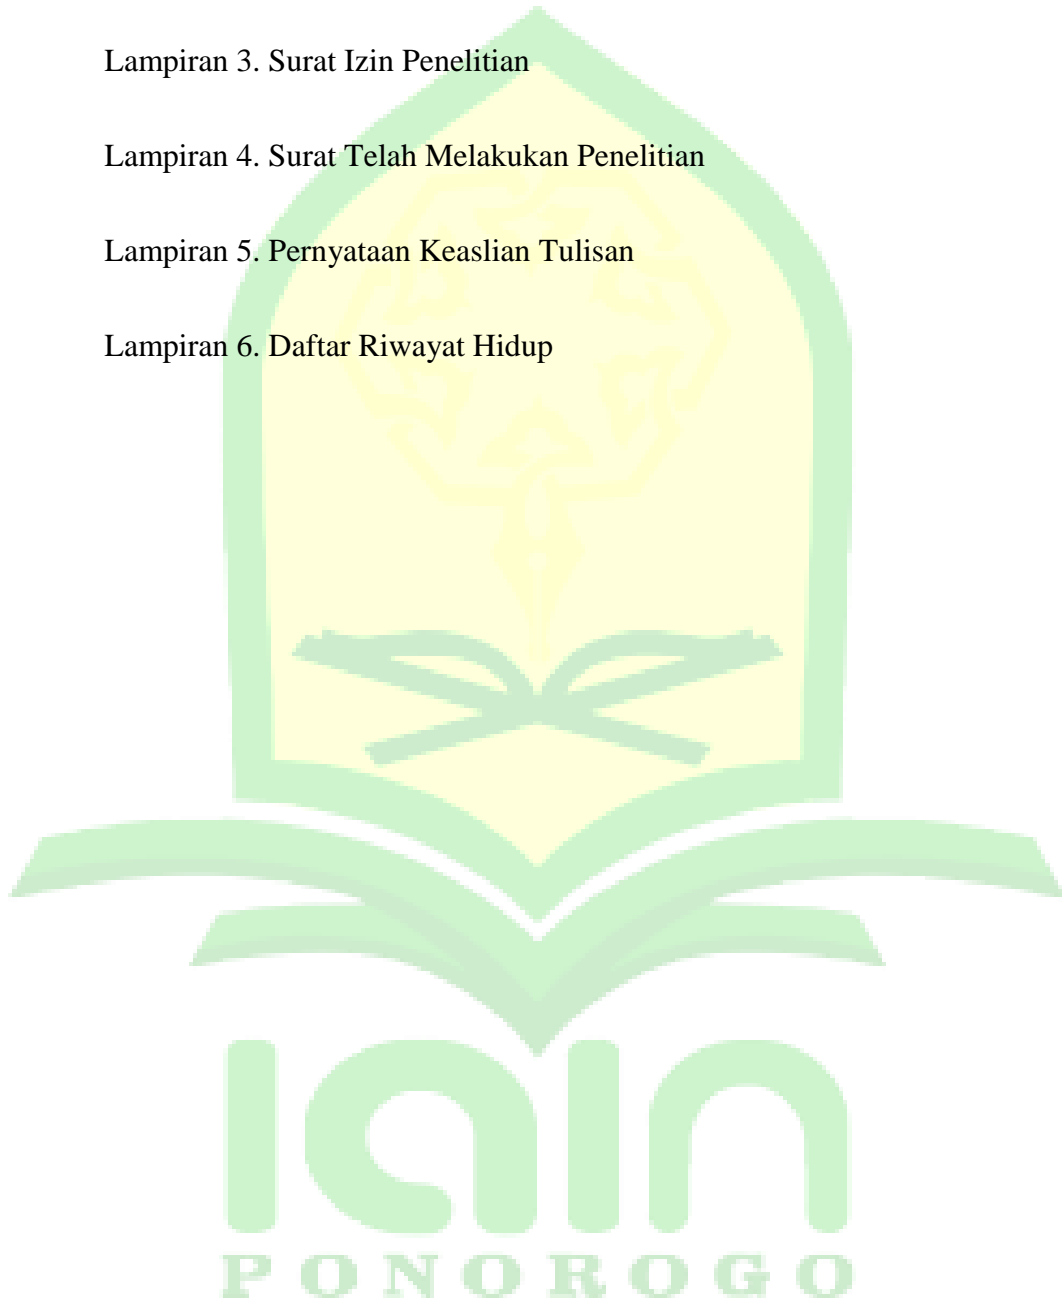 Lampiran 3. Surat Izin Penelitian
Lampiran 4. Surat Telah Melakukan Penelitian
Lampiran 5. Pernyataan Keaslian Tulisan
Lampiran 6. Daftar Riwayat Hidup
iain
PONOROGO